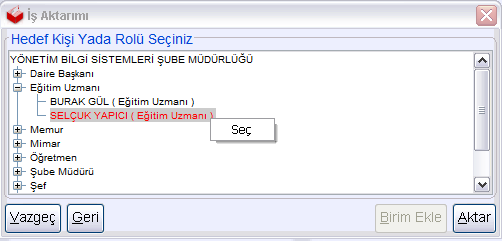 İş Aktarımı
Hedef Kişi Yada Rolü Seçiniz
YÖNETİM BİLGİ SİSTEMLERİ ŞUBE MÜDÜRLÜĞÜ
Daire Başkanı
Eğitim Uzmanı
BURAK GÜL ( Eğitim Uzmanı )
SELÇUK YAPICI ( Eğitim Uzmanı )
Seç
Memur
Mimar
Öğretmen
Şube Müdürü
Şef
Vazgeç Geri Birim Ekle Aktar